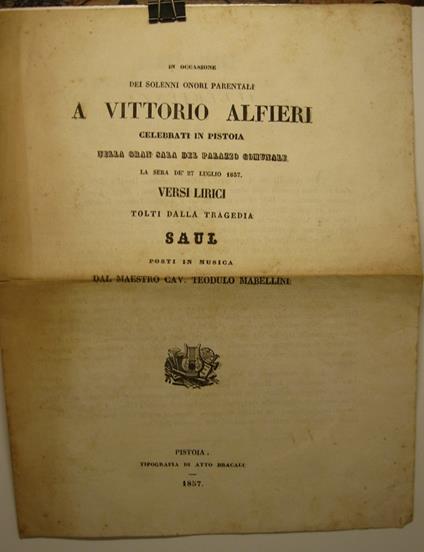 IN OCCASIONE
DEI SOLENNI ONORI PARENTALI
A VITTORIO ALFIERI
CELEBRATI IN PISTOIA
NELLA GRAN SALA DEL PALAZZO COMUNALE
LA SERA DE' 27 LUGLIO 1857.
VERSI LIRICI
TOLTI DALLA TRAGEDIA
SAUL
POSTI IN MUSICA
DAL MAESTRO CAV. TEODULO MABELLINI
PISTOIA,
TIPOGRAFIA DI ATTO BRACALI
1857.